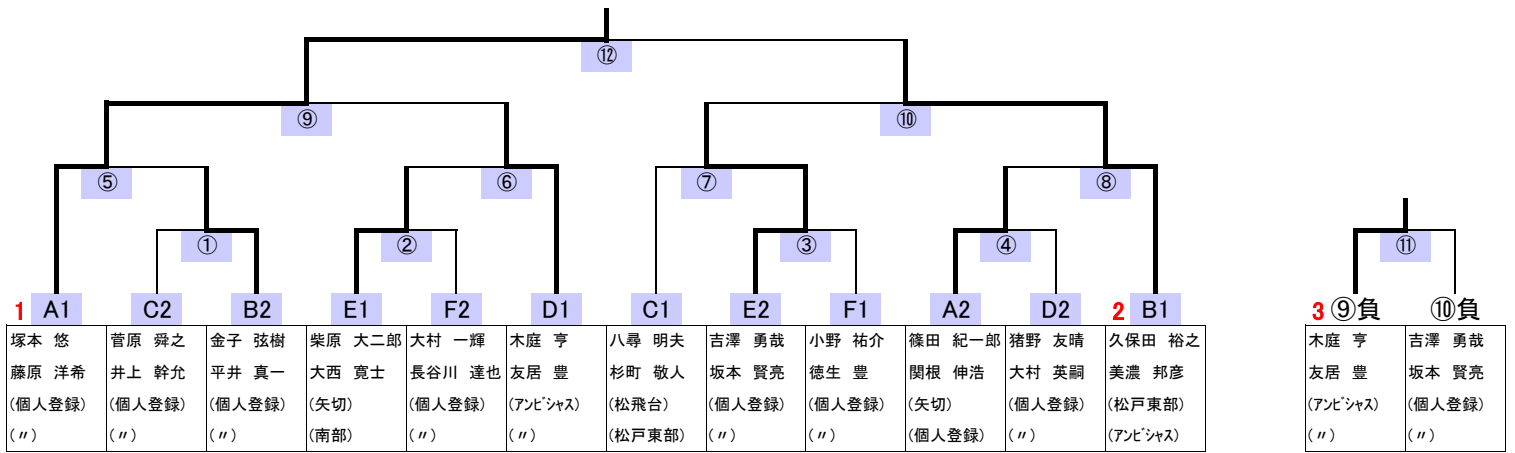 ⑫
⑨ ⑩
⑤ ⑥ ⑦ ⑧
① ② ③ ④ ⑪
1 A1 C2 B2 E1 F2 D1 C1 E2 F1 A2 D2 2 B1 3 ⑨負 ⑩負
塚本 悠 菅原 舜之 金子 弦樹 柴原 大二郎 大村 一輝 木庭 亨 八尋 明夫 吉澤 勇哉 小野 祐介 篠田 紀一郎 猪野 友晴 久保田 裕之 木庭 亨 吉澤 勇哉
藤原 洋希 井上 幹允 平井 真一 大西 寛士 長谷川 達也 友居 豊 杉町 敬人 坂本 賢亮 徳生 豊 関根 伸浩 大村 英嗣 美濃 邦彦 友居 豊 坂本 賢亮
(個人登録) (個人登録) (個人登録) (矢切) (個人登録) (アンビシャス) (松飛台) (個人登録) (個人登録) (矢切) (個人登録) (松戸東部) (アンビシャス) (個人登録)
(〃) (〃) (〃) (南部) (〃) (〃) (松戸東部) (〃) (〃) (個人登録) (〃) (アンビシャス) (〃) (〃)